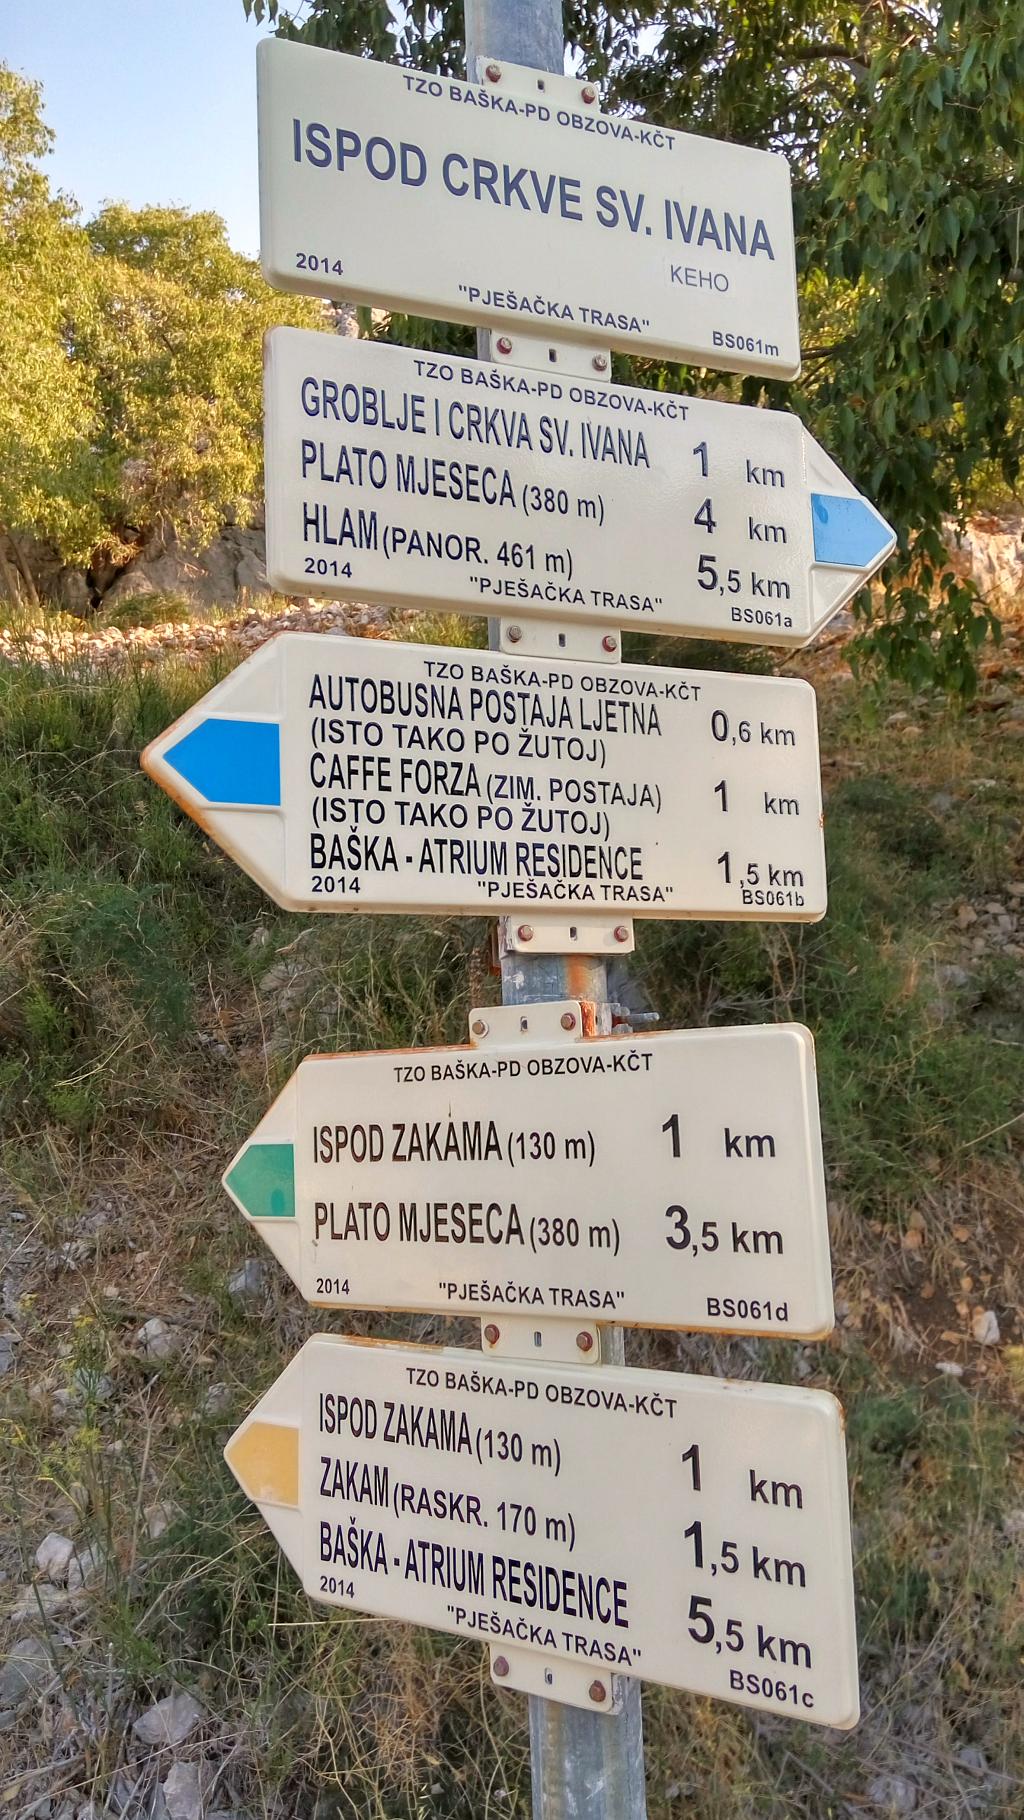 TZO BAŠKA-PD OBZOVA-KČT
ISPOD CRKVE SV. IVANA
KEHO
2014
"PJEŠAČKA TRASA"
BS061m
TZO BAŠKA-PD OBZOVA-KČT
GROBLJE I CRKVA SV. IVANA 1 km
PLATO MJESECA (380 m) 4 km
HLAM (PANOR. 461 m) 5,5 km
2014 "PJEŠAČKA TRASA" BS061a
TZO BAŠKA-PD OBZOVA-KČT
AUTOBUSNA POSTAJA LJETNA 0,6 km
(ISTO TAKO PO ŽUTOJ)
CAFFE FORZA (ZIM. POSTAJA) 1 km
(ISTO TAKO PO ŽUTOJ)
BAŠKA - ATRIUM RESIDENCE 1,5 km
2014 "PJEŠAČKA TRASA" BS061b
TZO BAŠKA-PD OBZOVA-KČT
ISPOD ZAKAMA (130 m) 1 km
PLATO MJESECA (380 m) 3,5 km
2014 "PJEŠAČKA TRASA" BS061d
TZO BAŠKA-PD OBZOVA-KČT
ISPOD ZAKAMA (130 m) 1 km
ZAKAM (RASKR. 170 m) 1,5 km
BAŠKA - ATRIUM RESIDENCE 5,5 km
2014 "PJEŠAČKA TRASA" BS061c